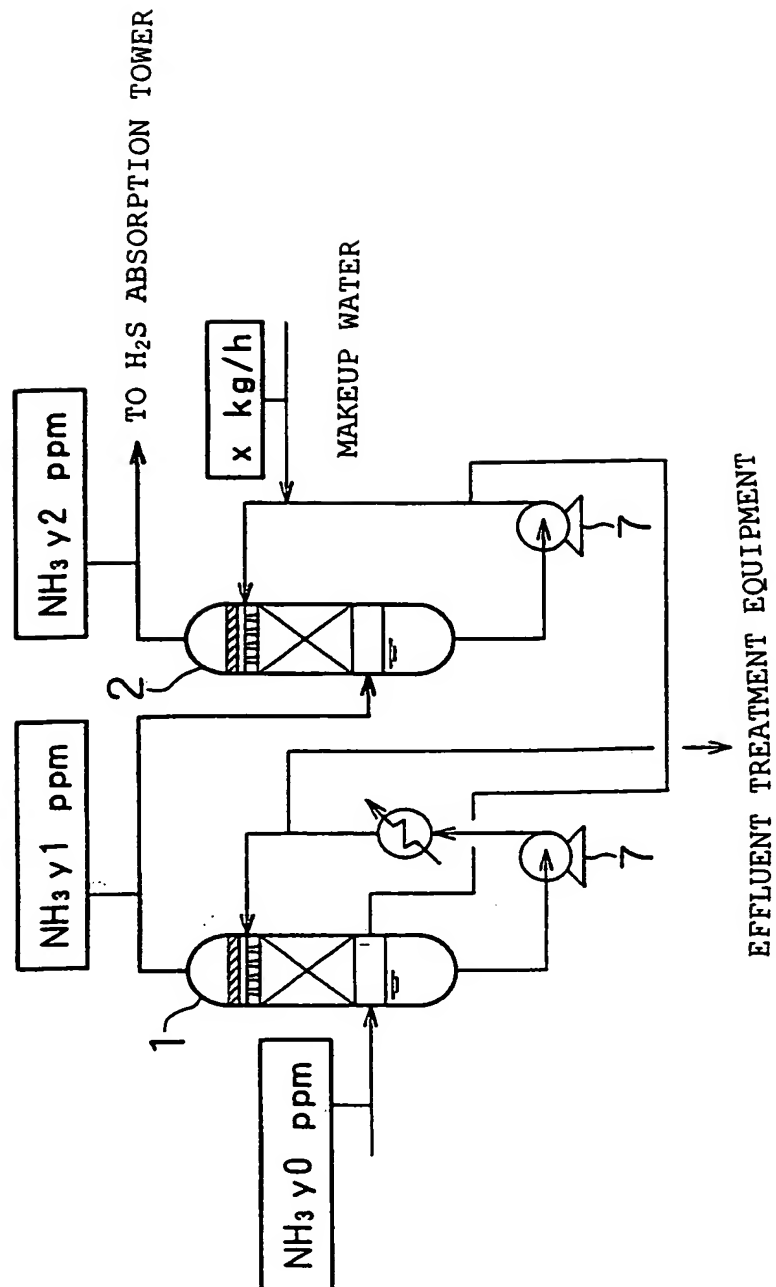 NH₃ y0 ppm
1
NH₃ y1 ppm
2
NH₃ y2 ppm
TO H₂S ABSORPTION TOWER
x kg/h
MAKEUP WATER
7
7
EFFLUENT TREATMENT EQUIPMENT